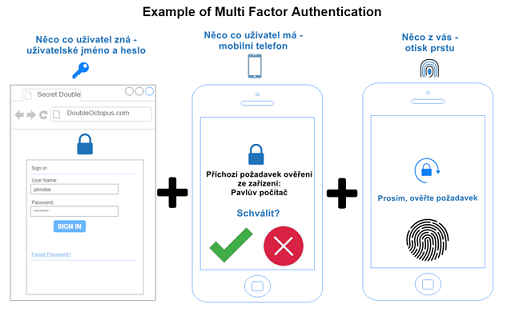 Example of Multi Factor Authentication
Něco co uživatel zná -
uživatelské jméno a heslo
Něco co uživatel má -
mobilní telefon
Něco z vás -
otisk prstu
Secret Double
DoubleOctopus.com
Sign In
User Name
johndoe
Password
********
SIGN IN
Forgot Password?
Příchozí požadavek ověření
ze zařízení:
Pavlův počítač
Schválit?
Prosím, ověřte požadavek